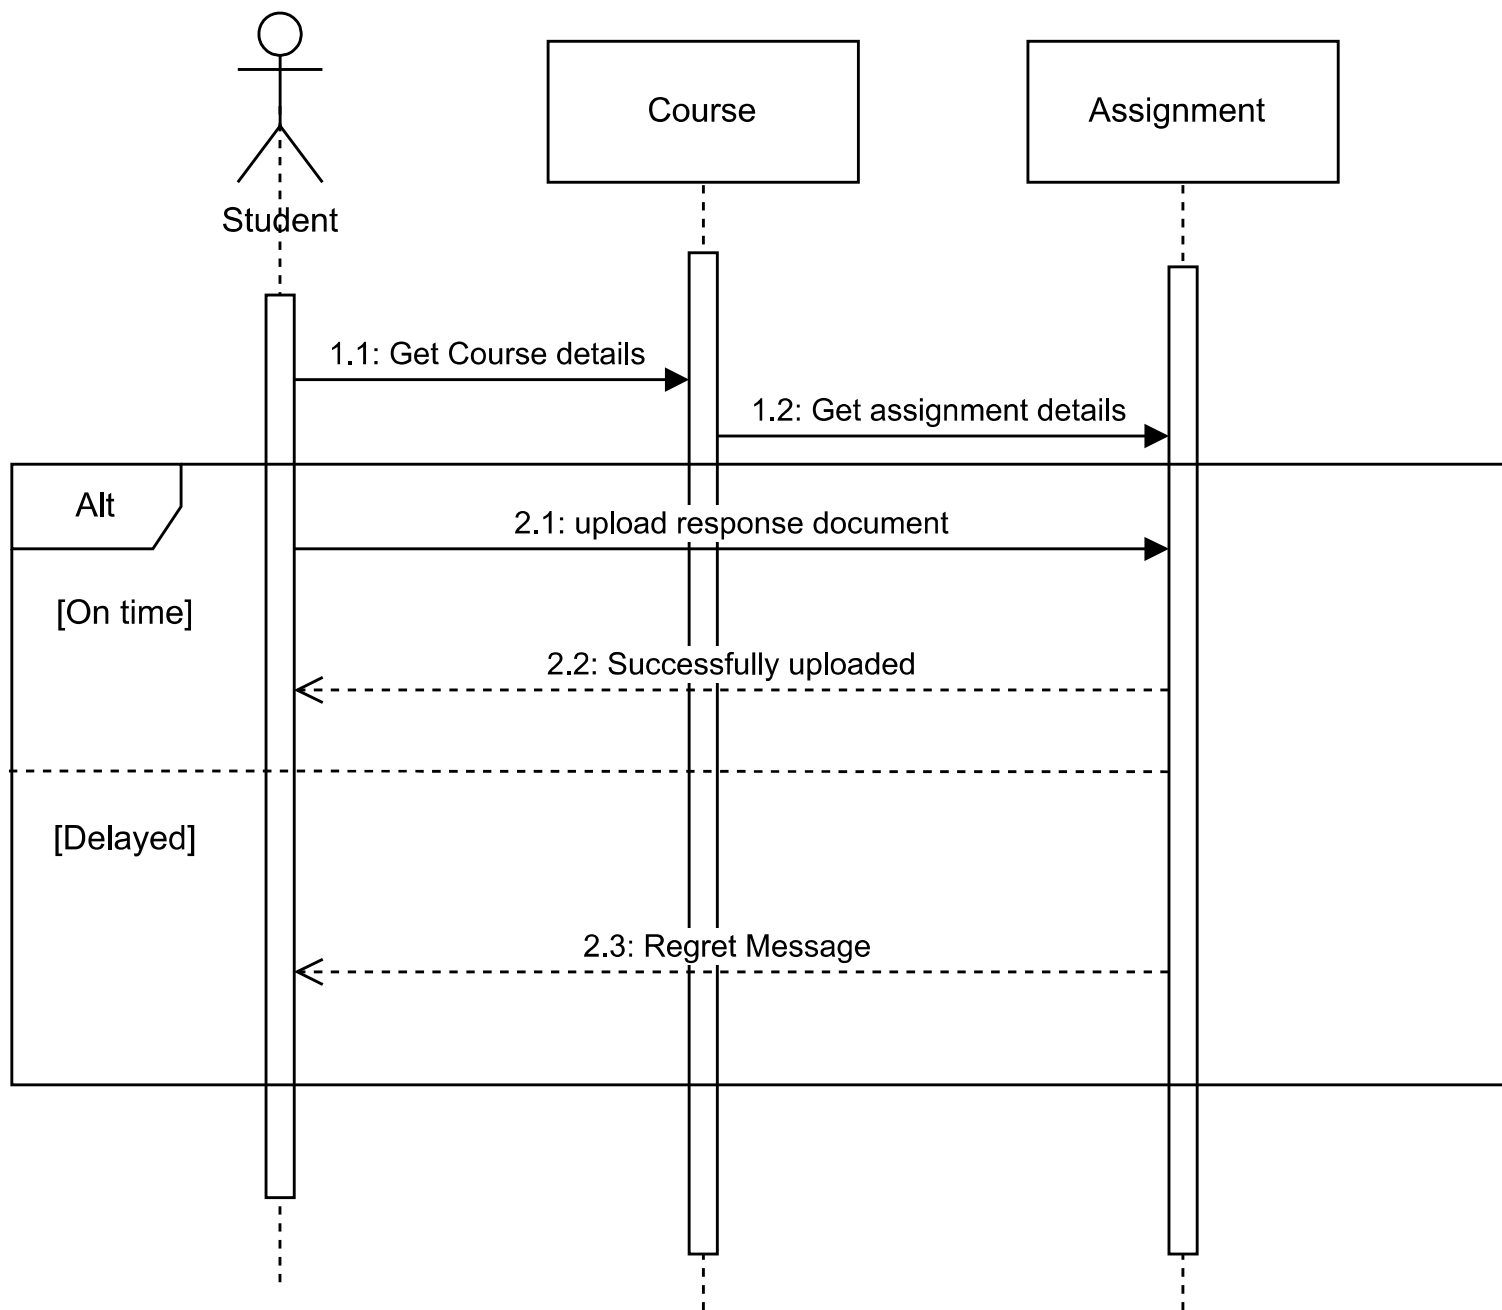 Course
Assignment
Student
1.1: Get Course details
1.2: Get assignment details
Alt
2.1: upload response document
[On time]
2.2: Successfully uploaded
[Delayed]
2.3: Regret Message